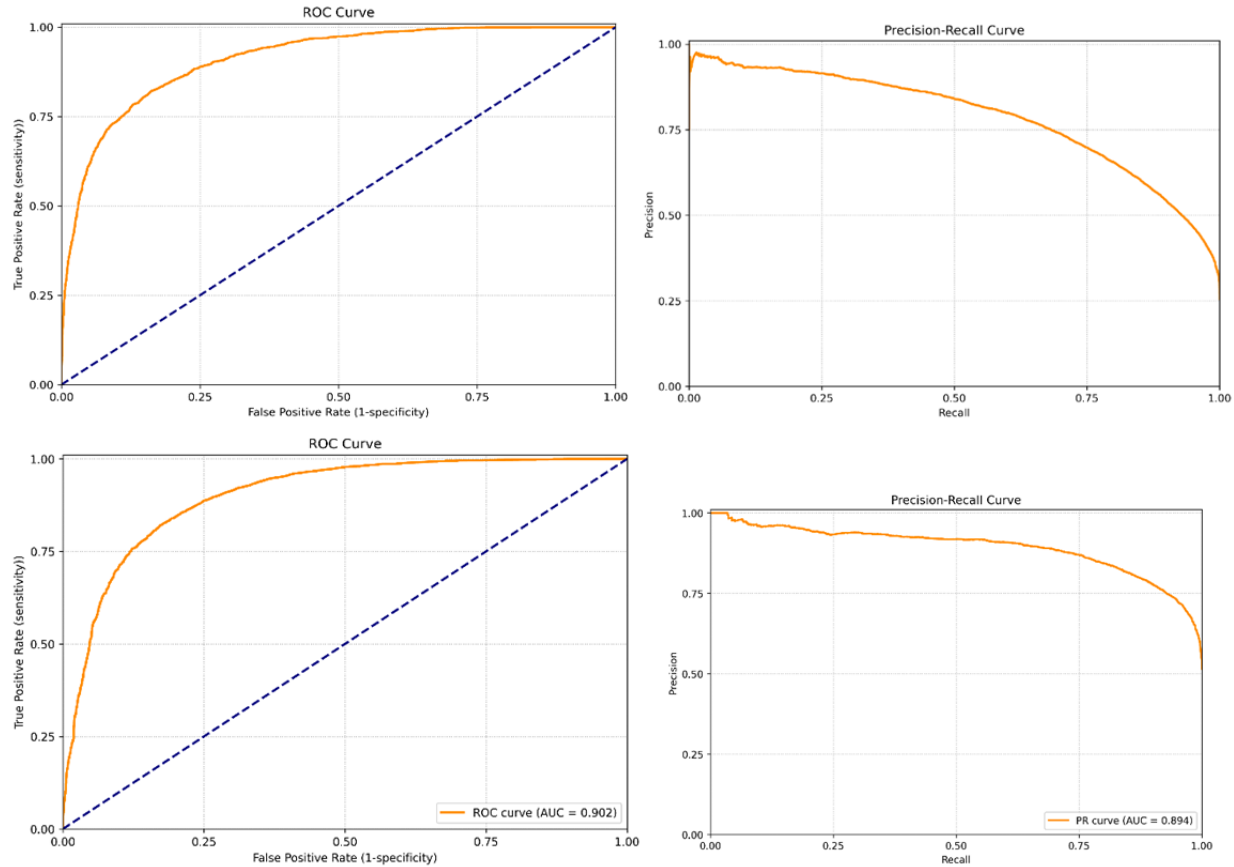 ROC Curve
1.00
0.75
0.50
0.25
0.00
True Positive Rate (sensitivity))
0.00 0.25 0.50 0.75 1.00
False Positive Rate (1-specificity)
Precision-Recall Curve
1.00
0.75
0.50
0.25
0.00
Precision
0.00 0.25 0.50 0.75 1.00
Recall
ROC Curve
1.00
0.75
0.50
0.25
0.00
True Positive Rate (sensitivity))
ROC curve (AUC = 0.902)
0.00 0.25 0.50 0.75 1.00
False Positive Rate (1-specificity)
Precision-Recall Curve
1.00
0.75
0.50
0.25
0.00
Precision
PR curve (AUC = 0.894)
0.00 0.25 0.50 0.75 1.00
Recall